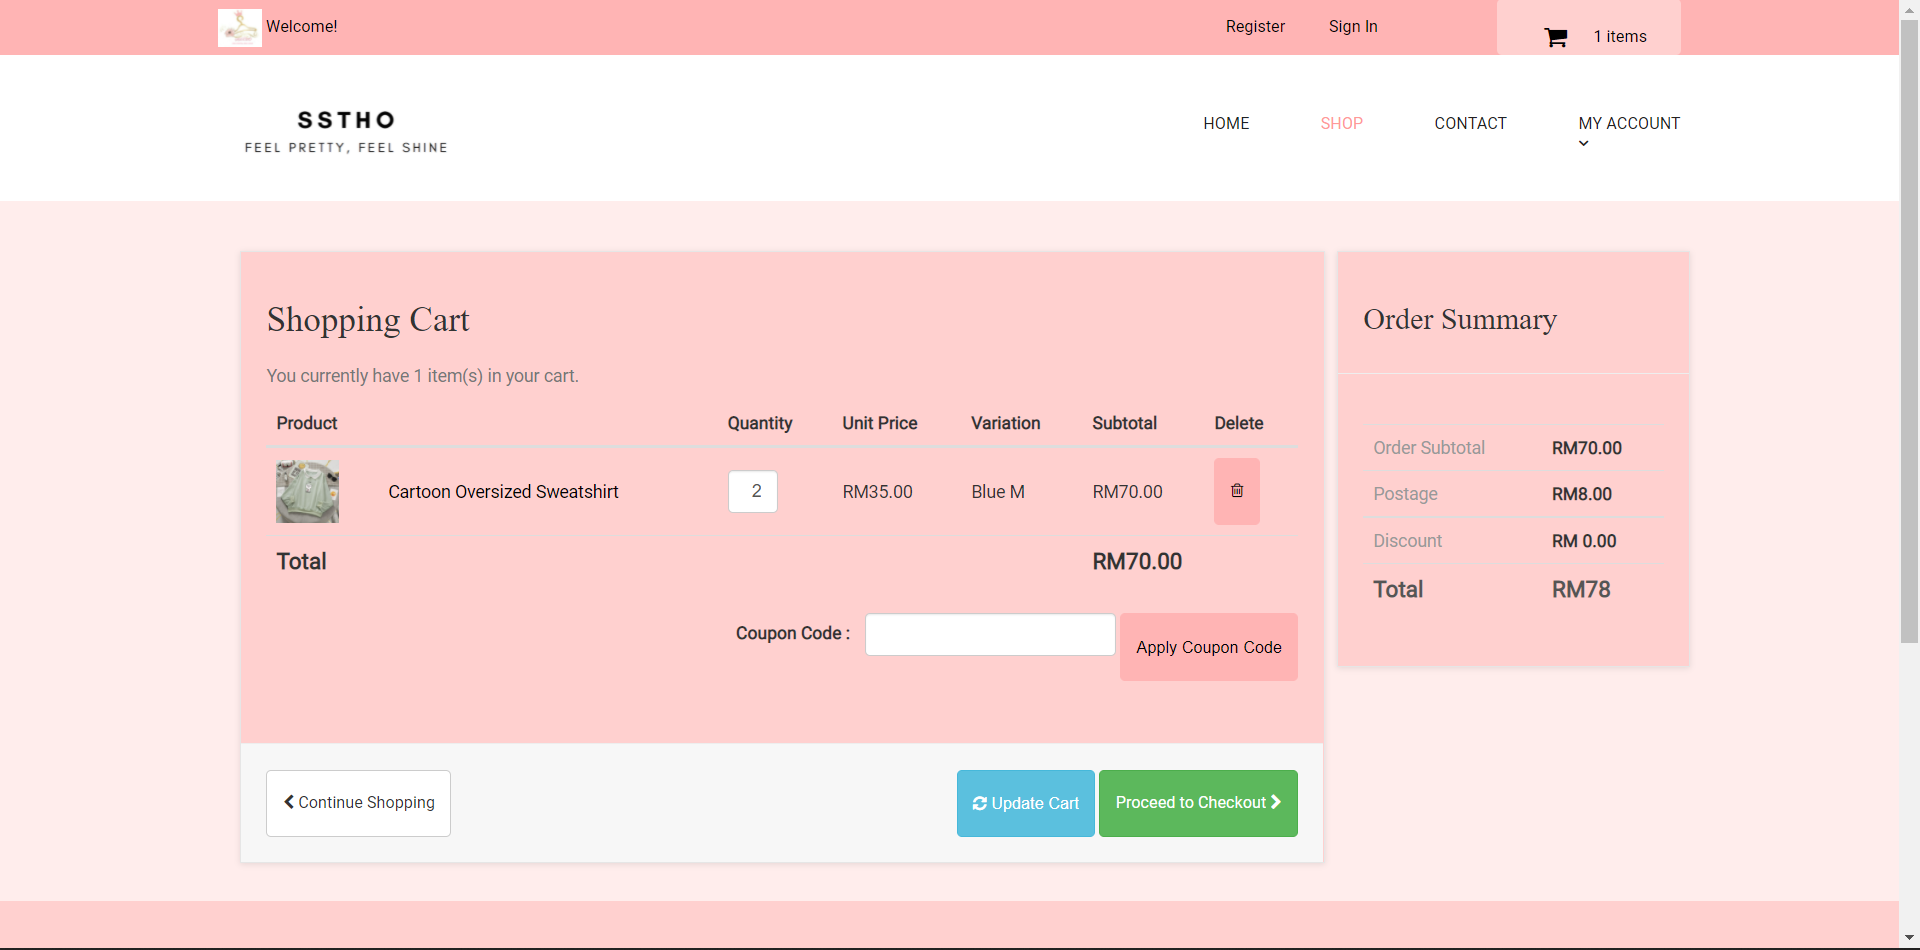 Welcome!
Register
Sign In
1 items
SSTHO
FEEL PRETTY, FEEL SHINE
HOME
SHOP
CONTACT
MY ACCOUNT
Shopping Cart
You currently have 1 item(s) in your cart.
Product Quantity Unit Price Variation Subtotal Delete
Cartoon Oversized Sweatshirt 2 RM35.00 Blue M RM70.00
Total RM70.00
Coupon Code :
Apply Coupon Code
Continue Shopping
Update Cart
Proceed to Checkout
Order Summary
Order Subtotal RM70.00
Postage RM8.00
Discount RM 0.00
Total RM78